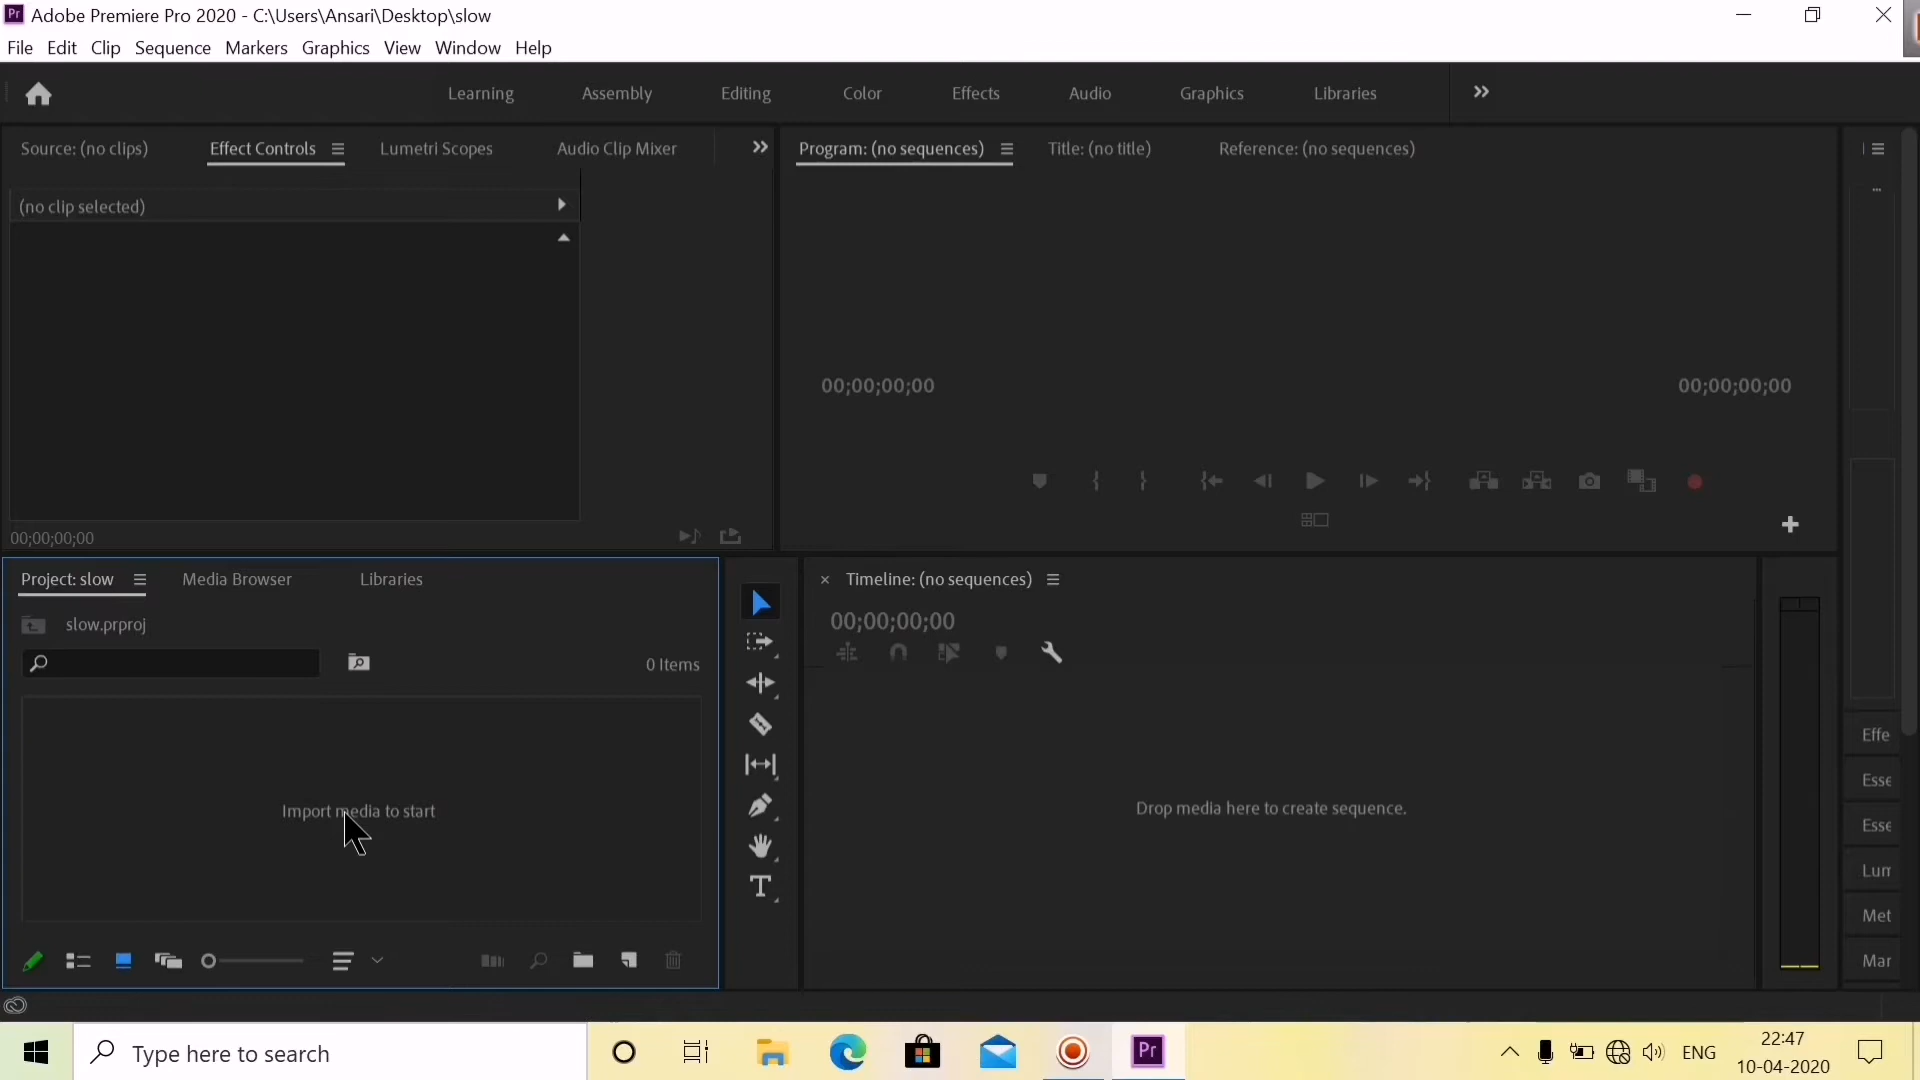 Pr Adobe Premiere Pro 2020 - C:\Users\Ansari\Desktop\slow
File Edit Clip Sequence Markers Graphics View Window Help
Learning Assembly Editing Color Effects Audio Graphics Libraries
Source: (no clips) Effect Controls Lumetri Scopes Audio Clip Mixer
Program: (no sequences) Title: (no title) Reference: (no sequences)
(no clip selected)
00;00;00;00 00;00;00;00
00;00;00;00
Project: slow Media Browser Libraries
slow.prproj
0 Items
Import media to start
Timeline: (no sequences)
00;00;00;00
Drop media here to create sequence.
Effe
Esse
Esse
Lum
Met
Mar
Type here to search
Pr
ENG
22:47
10-04-2020